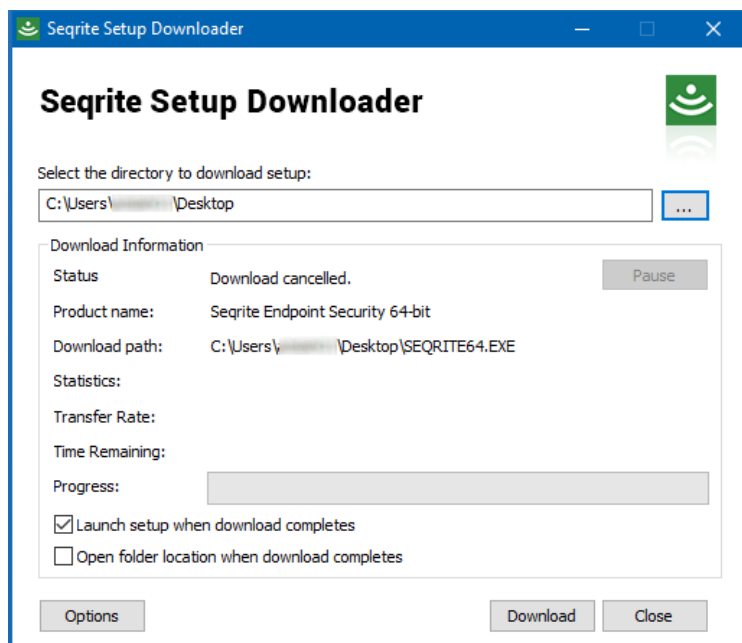 Seqrite Setup Downloader
Seqrite Setup Downloader
Select the directory to download setup:
C:\Users\ \Desktop
...
Download Information
Status Download cancelled. Pause
Product name: Seqrite Endpoint Security 64-bit
Download path: C:\Users\ \Desktop\SEQRITE64.EXE
Statistics:
Transfer Rate:
Time Remaining:
Progress:
Launch setup when download completes
Open folder location when download completes
Options Download Close